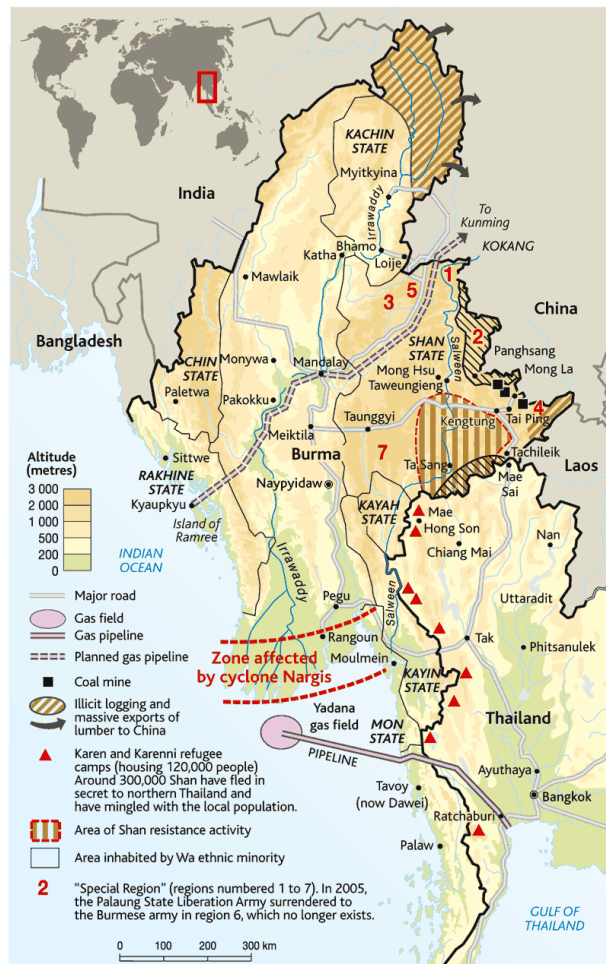 KACHIN
STATE
Myitkyina
India
Irrawaddy
To
Kunming
Bhamo
Katha
Loije
KOKANG
1
Mawlaik
5
3
China
Bangladesh
SHAN
STATE
Salween
2
CHIN
STATE
Monywa
Mandalay
Panghsang
Mong La
Mong Hsu
Taweungieng
Paletwa
Pakokku
4
Kengtung
Tai Ping
Meiktila
Taunggyi
Sittwe
Burma
7
Tachileik
Altitude
(metres)
3 000
2 000
1 000
500
200
0
RAKHINE
STATE
Ta Sang
Laos
Naypyidaw
Mae
Sai
Kyaupkyu
KAYAH
STATE
Mae
Hong Son
Island of
Ramree
Nan
Chiang Mai
INDIAN
OCEAN
Irrawaddy
Salween
Uttaradit
Major road
Pegu
Gas field
Gas pipeline
Rangoun
Tak
Phitsanulek
Planned gas pipeline
Zone affected
by cyclone Nargis
Moulmein
Coal mine
KAYIN
STATE
Illicit logging and
massive exports of
lumber to China
Yadana
gas field
Thailand
MON
STATE
Karen and Karenni refugee
camps (housing 120,000 people)
Around 300,000 Shan have fled in
secret to northern Thailand and
have mingled with the local population.
PIPELINE
Ayuthaya
Tavoy
(now Dawei)
Bangkok
Ratchaburi
Area of Shan resistance activity
Palaw
Area inhabited by Wa ethnic minority
2
"Special Region" (regions numbered 1 to 7). In 2005,
the Palaung State Liberation Army surrendered to
the Burmese army in region 6, which no longer exists.
GULF OF
THAILAND
0 100 200 300 km